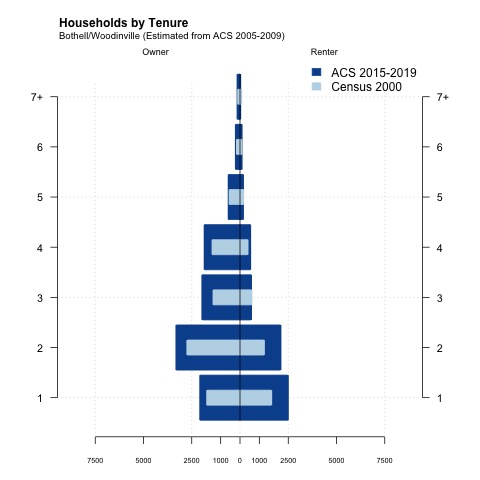 Households by Tenure
Bothell/Woodinville (Estimated from ACS 2005-2009)
Owner Renter
ACS 2015-2019
Census 2000
7+ 7+
6 6
5 5
4 4
3 3
2 2
1 1
7500 5000 2500 1000 0 1000 2500 5000 7500